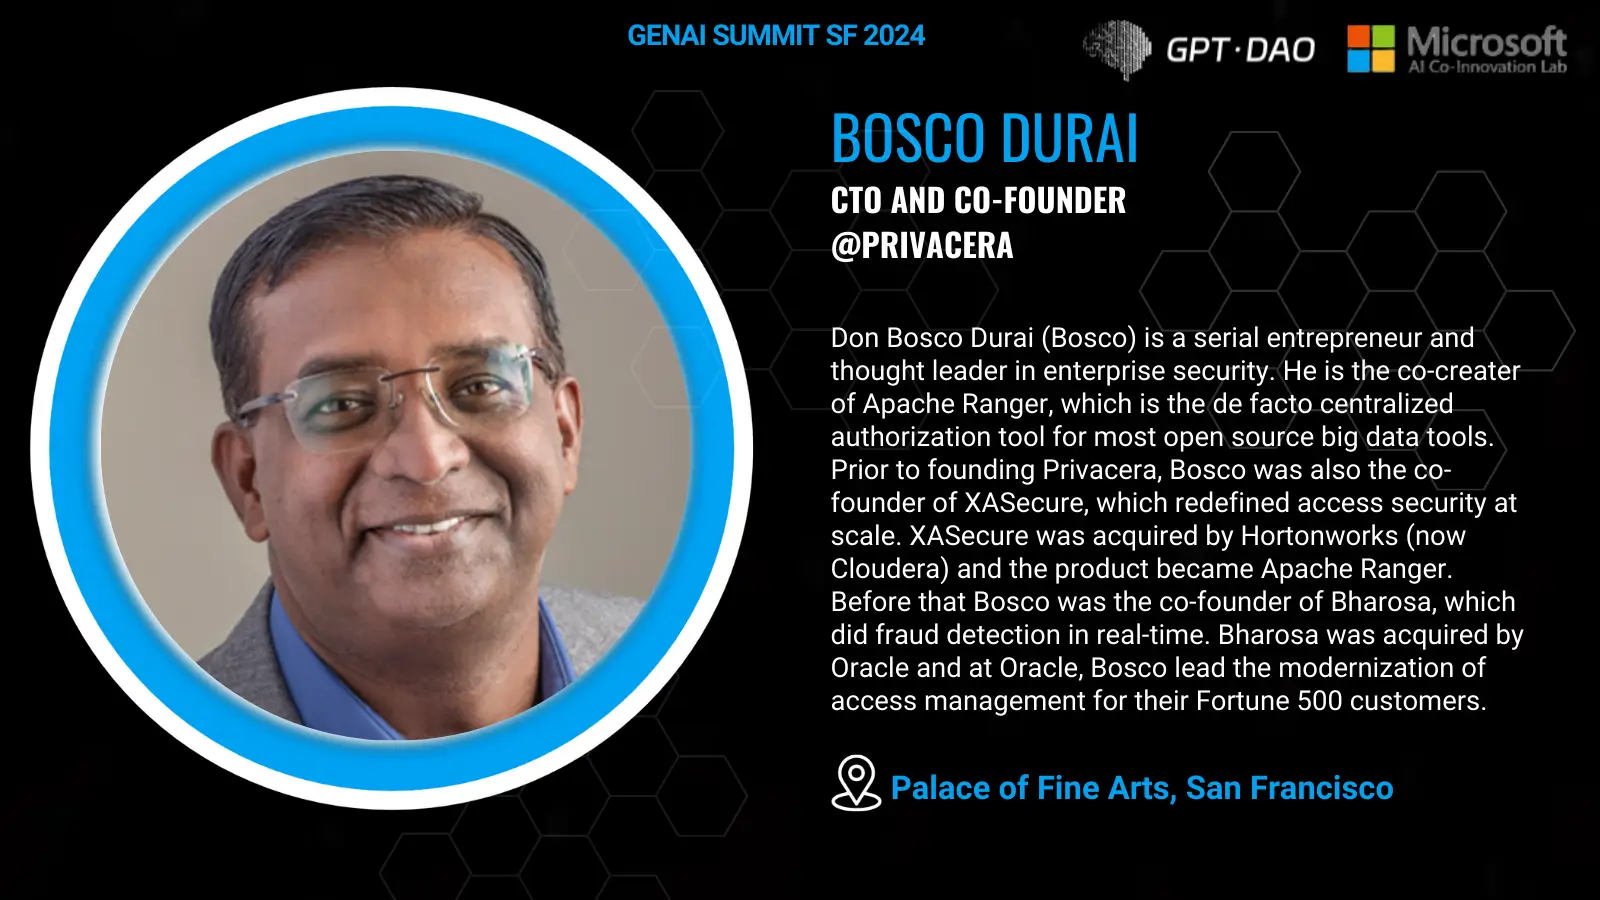 GENAI SUMMIT SF 2024
GPT·DAO
Microsoft
AI Co-Innovation Lab
BOSCO DURAI
CTO AND CO-FOUNDER
@PRIVACERA
Don Bosco Durai (Bosco) is a serial entrepreneur and
thought leader in enterprise security. He is the co-creater
of Apache Ranger, which is the de facto centralized
authorization tool for most open source big data tools.
Prior to founding Privacera, Bosco was also the co-
founder of XASecure, which redefined access security at
scale. XASecure was acquired by Hortonworks (now
Cloudera) and the product became Apache Ranger.
Before that Bosco was the co-founder of Bharosa, which
did fraud detection in real-time. Bharosa was acquired by
Oracle and at Oracle, Bosco lead the modernization of
access management for their Fortune 500 customers.
Palace of Fine Arts, San Francisco